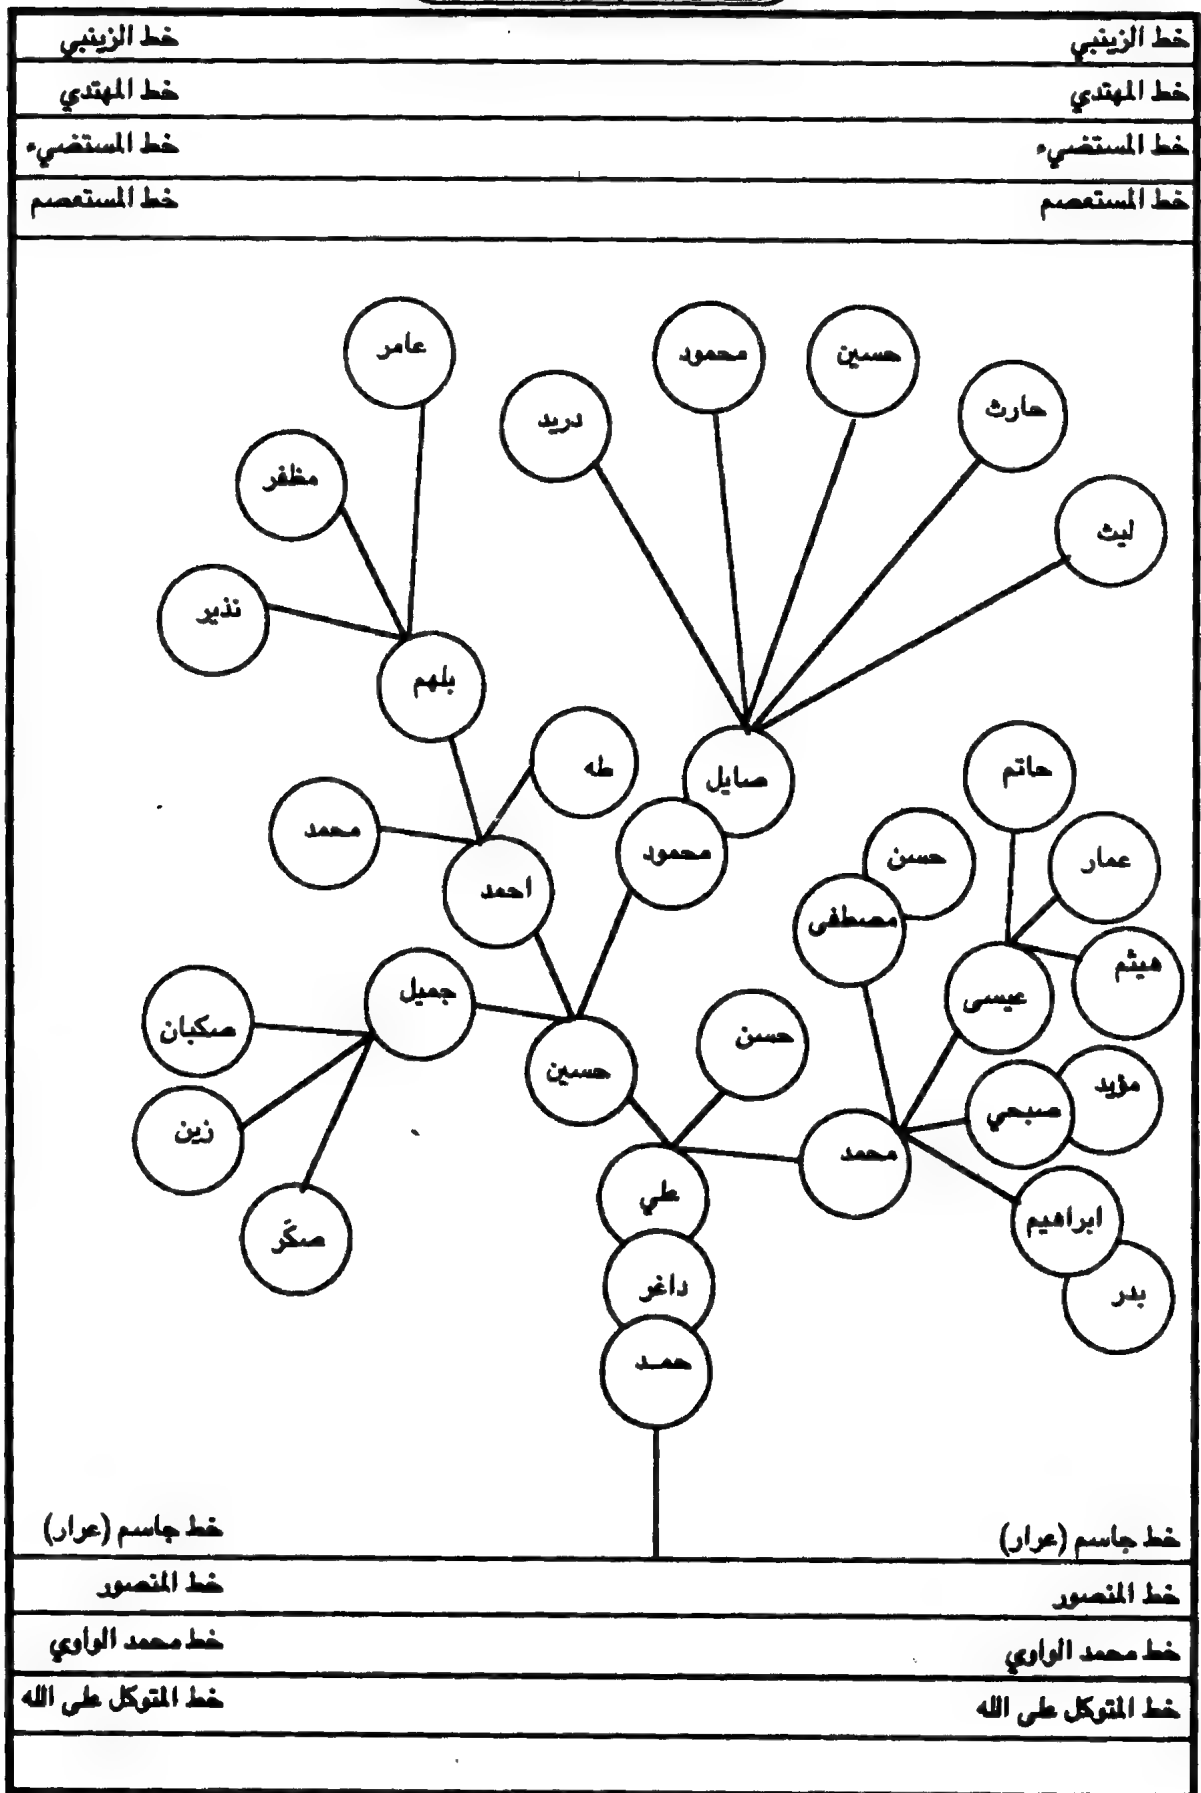 خط الزينبي خط الزينبي
خط المهتدي خط المهتدي
خط المستضيء خط المستضيء
خط المستعصم خط المستعصم
عامر
محمود
حسين
حارث
دريد
مظفر
ليث
نذير
بلهم
طه
صايل
حاتم
محمد
احمد
محمود
حسن
عمار
مصطفى
هيثم
عيسى
جميل
صكبان
حسين
حسن
مؤيد
صبحي
زين
محمد
علي
ابراهيم
صكَر
داغر
بدر
حمـد
خط جاسم (عرار) خط جاسم (عرار)
خط المنصور خط المنصور
خط محمد الواوي خط محمد الواوي
خط المتوكل على الله خط المتوكل على الله